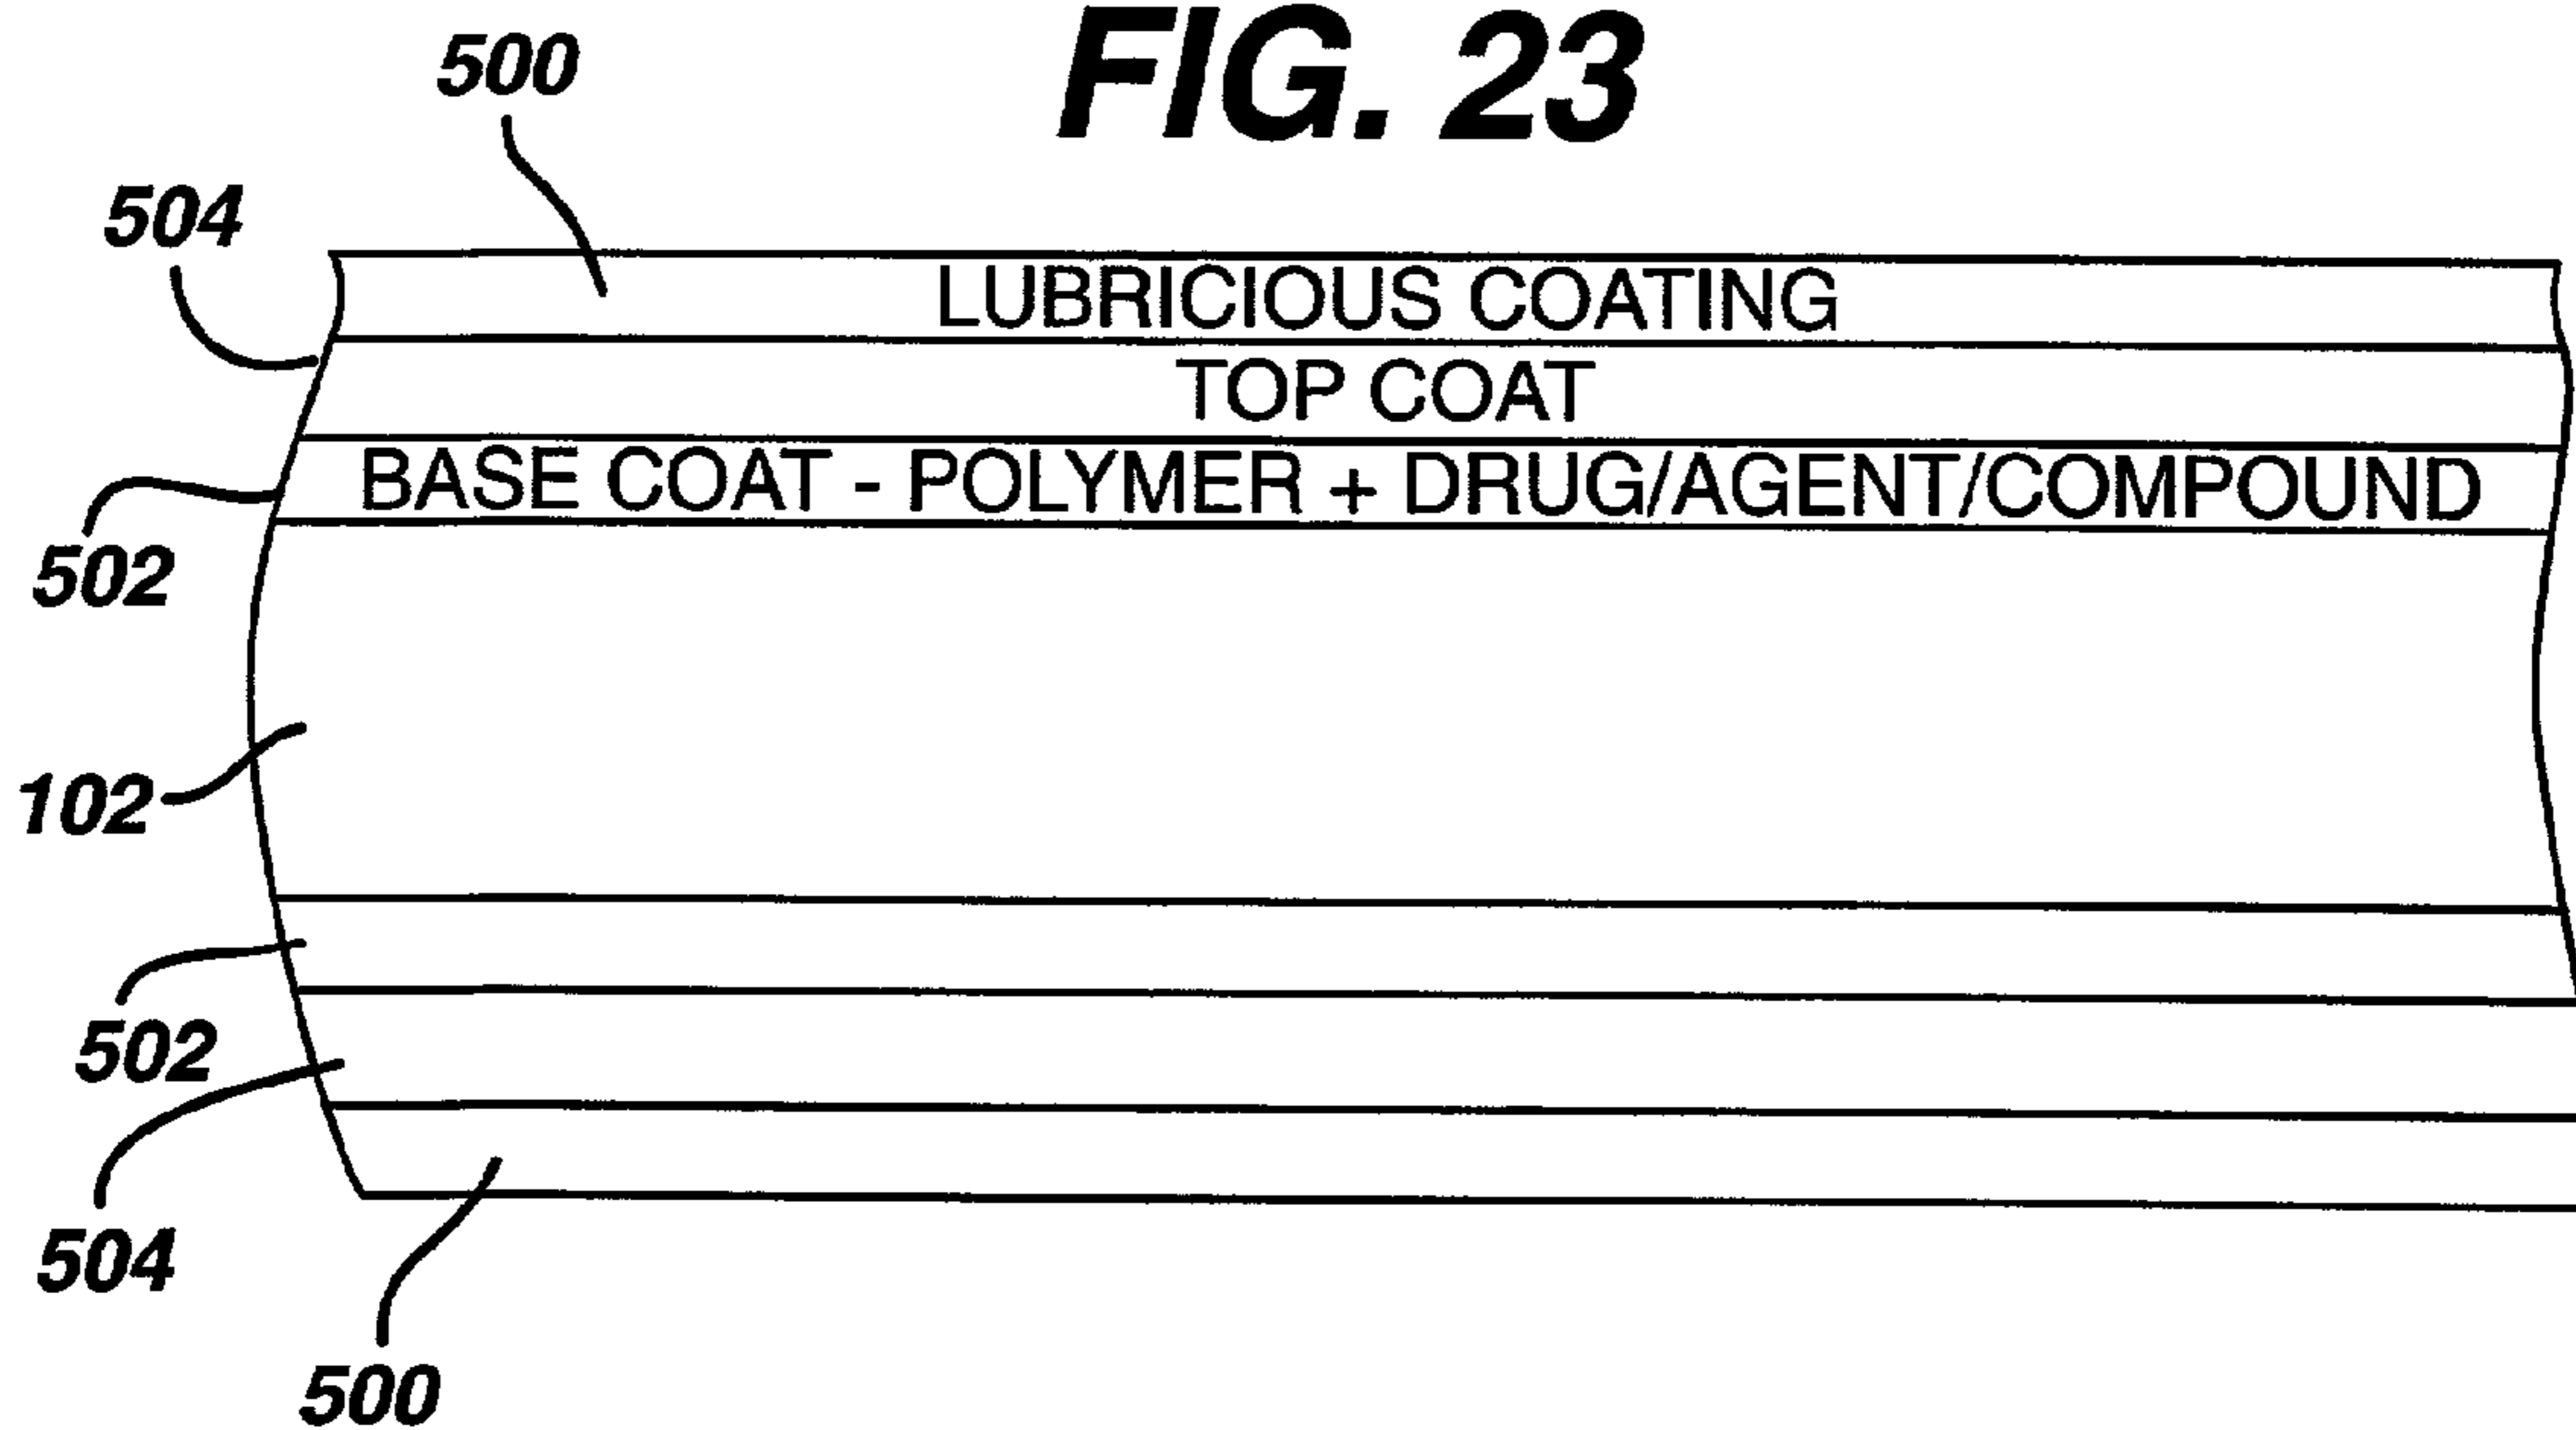 FIG. 23
500
504
LUBRICIOUS COATING
TOP COAT
BASE COAT - POLYMER + DRUG/AGENT/COMPOUND
502
102
502
504
500